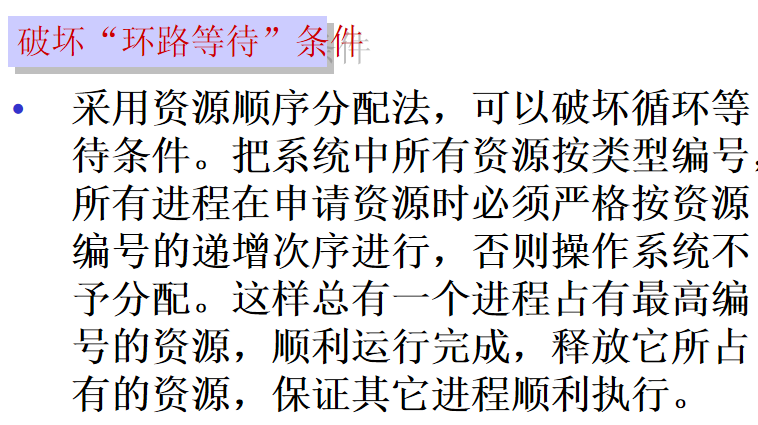 破坏“环路等待”条件
• 采用资源顺序分配法，可以破坏循环等
待条件。把系统中所有资源按类型编号，
所有进程在申请资源时必须严格按资源
编号的递增次序进行，否则操作系统不
予分配。这样总有一个进程占有最高编
号的资源，顺利运行完成，释放它所占
有的资源，保证其它进程顺利执行。